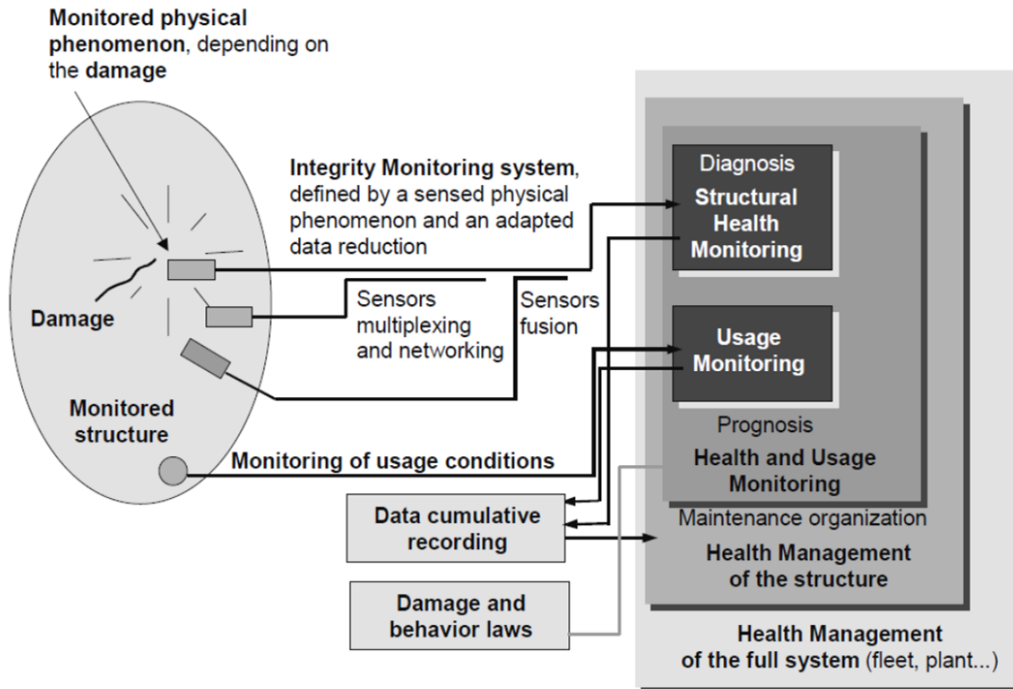 Monitored physical
phenomenon, depending on
the damage
Damage
Monitored
structure
Integrity Monitoring system,
defined by a sensed physical
phenomenon and an adapted
data reduction
Sensors
multiplexing
and networking
Sensors
fusion
Monitoring of usage conditions
Data cumulative
recording
Damage and
behavior laws
Diagnosis
Structural
Health
Monitoring
Usage
Monitoring
Prognosis
Health and Usage
Monitoring
Maintenance organization
Health Management
of the structure
Health Management
of the full system (fleet, plant...)